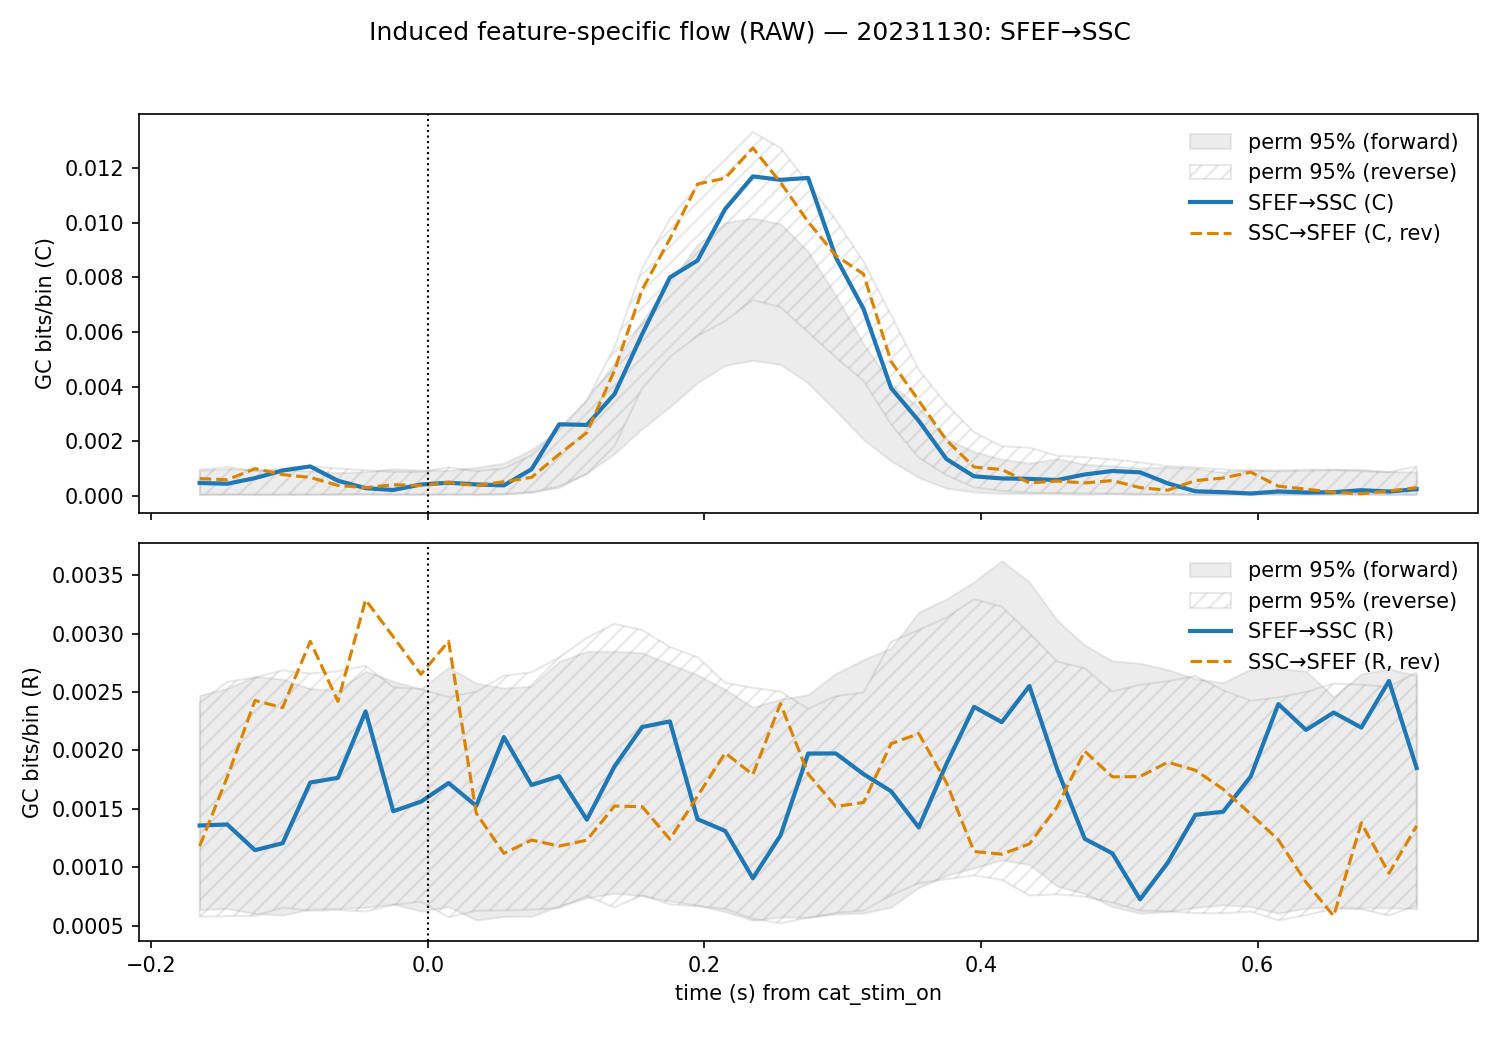 Induced feature-specific flow (RAW) — 20231130: SFEF→SSC
GC bits/bin (C)
0.012
0.010
0.008
0.006
0.004
0.002
0.000
perm 95% (forward)
perm 95% (reverse)
SFEF→SSC (C)
SSC→SFEF (C, rev)
GC bits/bin (R)
0.0035
0.0030
0.0025
0.0020
0.0015
0.0010
0.0005
perm 95% (forward)
perm 95% (reverse)
SFEF→SSC (R)
SSC→SFEF (R, rev)
−0.2 0.0 0.2 0.4 0.6
time (s) from cat_stim_on